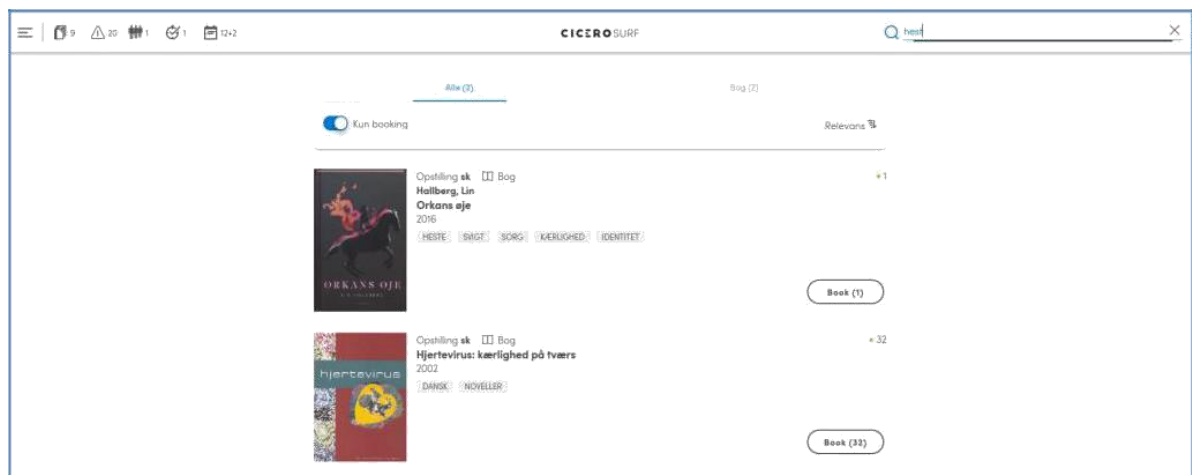 9 20 1 1 12+2 CICEROSURF hest
Alle (2) Bog (2)
Kun booking Relevans
Opstilling sk Bog 1
Hallberg, Lin
Orkans øje
2016
HESTE SVIGT SORG KÆRLIGHED IDENTITET
ORKANS ØJE
Book (1)
Opstilling sk Bog 32
Hjertevirus: kærlighed på tværs
2002
hjertevirus
DANSK NOVELLER
Book (32)